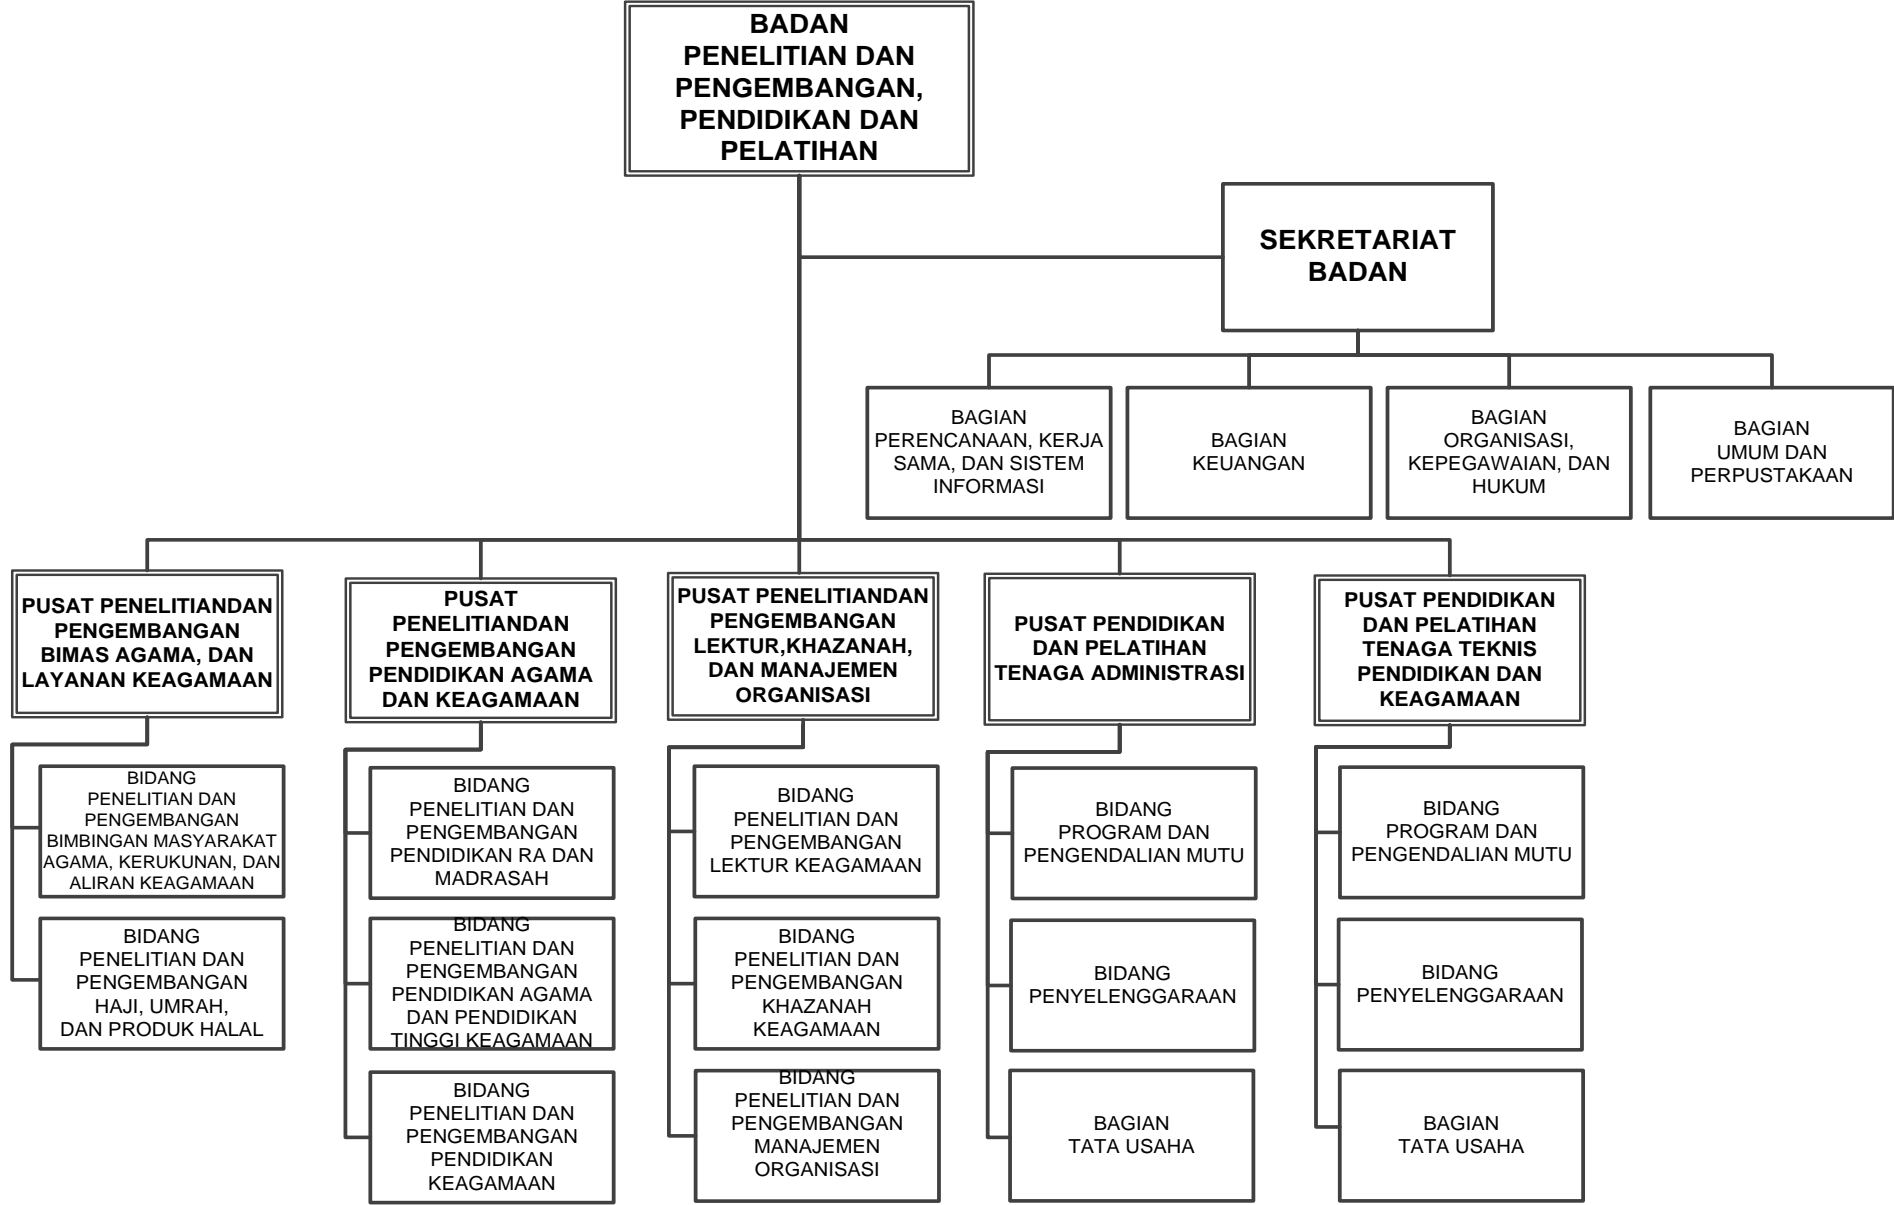 BADAN
PENELITIAN DAN
PENGEMBANGAN,
PENDIDIKAN DAN
PELATIHAN
SEKRETARIAT
BADAN
BAGIAN
PERENCANAAN, KERJA
SAMA, DAN SISTEM
INFORMASI
BAGIAN
KEUANGAN
BAGIAN
ORGANISASI,
KEPEGAWAIAN, DAN
HUKUM
BAGIAN
UMUM DAN
PERPUSTAKAAN
PUSAT PENELITIANDAN
PENGEMBANGAN
BIMAS AGAMA, DAN
LAYANAN KEAGAMAAN
PUSAT
PENELITIANDAN
PENGEMBANGAN
PENDIDIKAN AGAMA
DAN KEAGAMAAN
PUSAT PENELITIANDAN
PENGEMBANGAN
LEKTUR,KHAZANAH,
DAN MANAJEMEN
ORGANISASI
PUSAT PENDIDIKAN
DAN PELATIHAN
TENAGA ADMINISTRASI
PUSAT PENDIDIKAN
DAN PELATIHAN
TENAGA TEKNIS
PENDIDIKAN DAN
KEAGAMAAN
BIDANG
PENELITIAN DAN
PENGEMBANGAN
BIMBINGAN MASYARAKAT
AGAMA, KERUKUNAN, DAN
ALIRAN KEAGAMAAN
BIDANG
PENELITIAN DAN
PENGEMBANGAN
HAJI, UMRAH,
DAN PRODUK HALAL
BIDANG
PENELITIAN DAN
PENGEMBANGAN
PENDIDIKAN RA DAN
MADRASAH
BIDANG
PENELITIAN DAN
PENGEMBANGAN
PENDIDIKAN AGAMA
DAN PENDIDIKAN
TINGGI KEAGAMAAN
BIDANG
PENELITIAN DAN
PENGEMBANGAN
PENDIDIKAN
KEAGAMAAN
BIDANG
PENELITIAN DAN
PENGEMBANGAN
LEKTUR KEAGAMAAN
BIDANG
PENELITIAN DAN
PENGEMBANGAN
KHAZANAH
KEAGAMAAN
BIDANG
PENELITIAN DAN
PENGEMBANGAN
MANAJEMEN
ORGANISASI
BIDANG
PROGRAM DAN
PENGENDALIAN MUTU
BIDANG
PENYELENGGARAAN
BAGIAN
TATA USAHA
BIDANG
PROGRAM DAN
PENGENDALIAN MUTU
BIDANG
PENYELENGGARAAN
BAGIAN
TATA USAHA